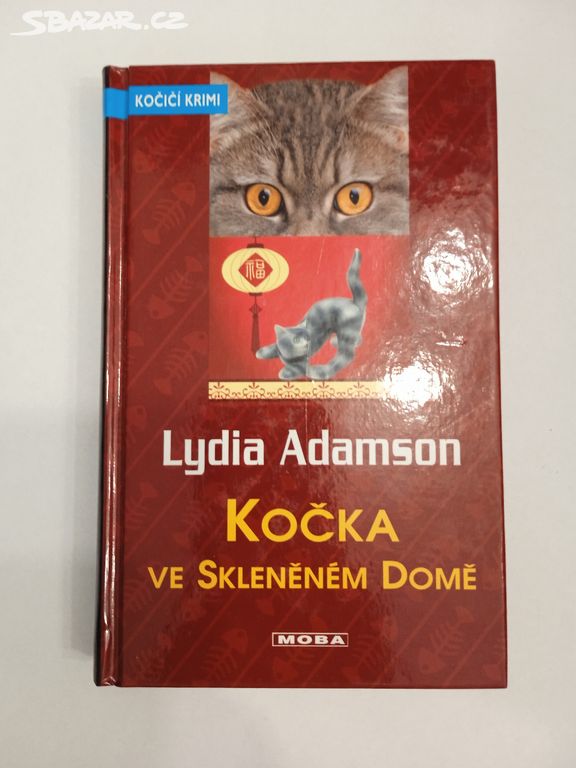 SBAZAR.CZ
KOČIČÍ KRIMI
福
Lydia Adamson
KOČKA
VE SKLENĚNÉM DOMĚ
MOBA